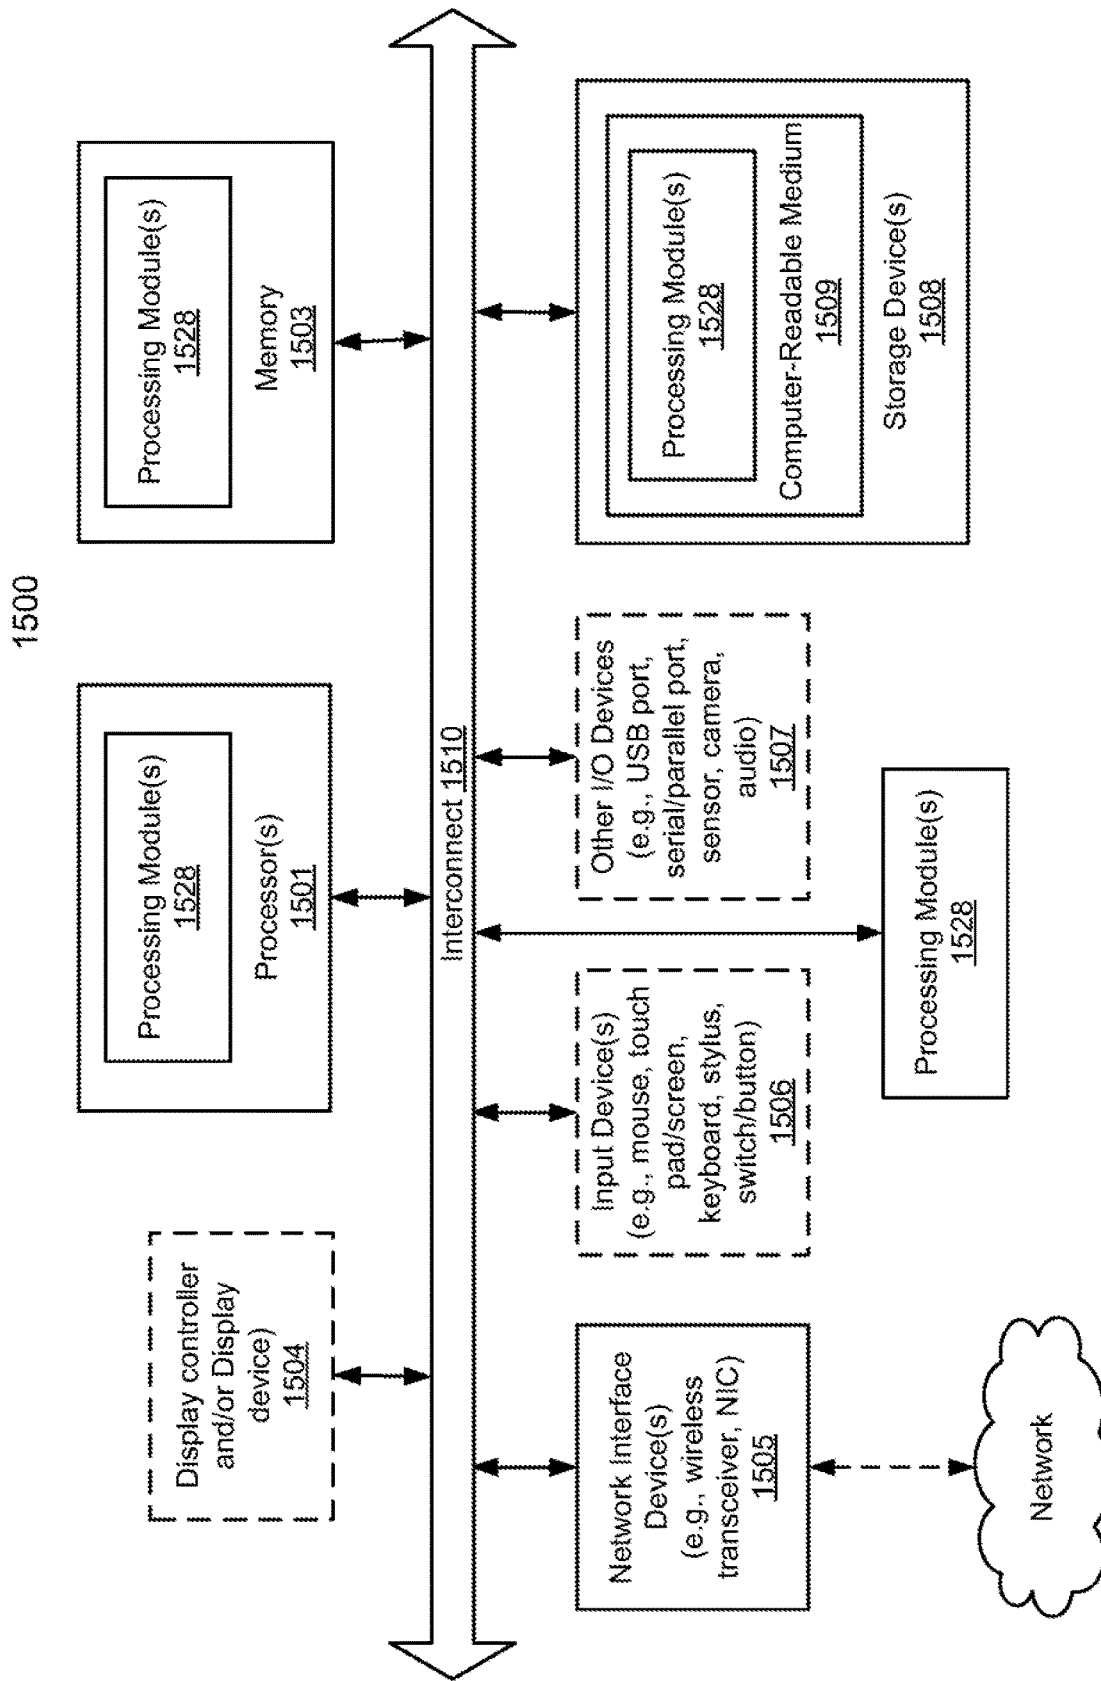 1500
Display controller
and/or Display
device)
1504
Processing Module(s)
1528
Processor(s)
1501
Processing Module(s)
1528
Memory
1503
Interconnect 1510
Network Interface
Device(s)
(e.g., wireless
transceiver, NIC)
1505
Input Device(s)
(e.g., mouse, touch
pad/screen,
keyboard, stylus,
switch/button)
1506
Other I/O Devices
(e.g., USB port,
serial/parallel port,
sensor, camera,
audio)
1507
Processing Module(s)
1528
Computer-Readable Medium
1509
Storage Device(s)
1508
Network
Processing Module(s)
1528